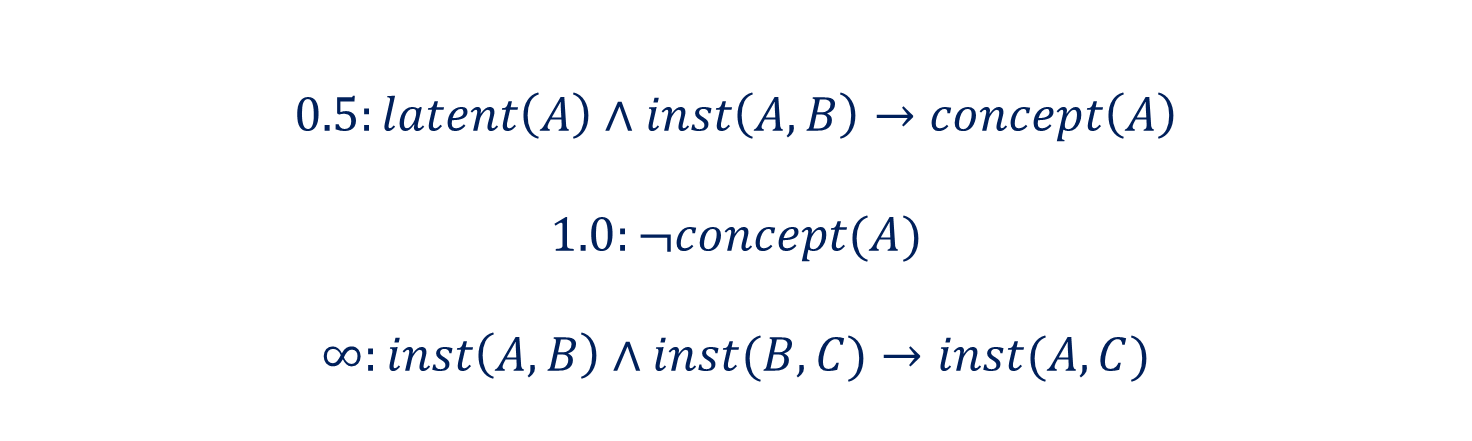 0.5: latent(A) ∧ inst(A, B) → concept(A)
1.0: ¬concept(A)
∞: inst(A, B) ∧ inst(B, C) → inst(A, C)